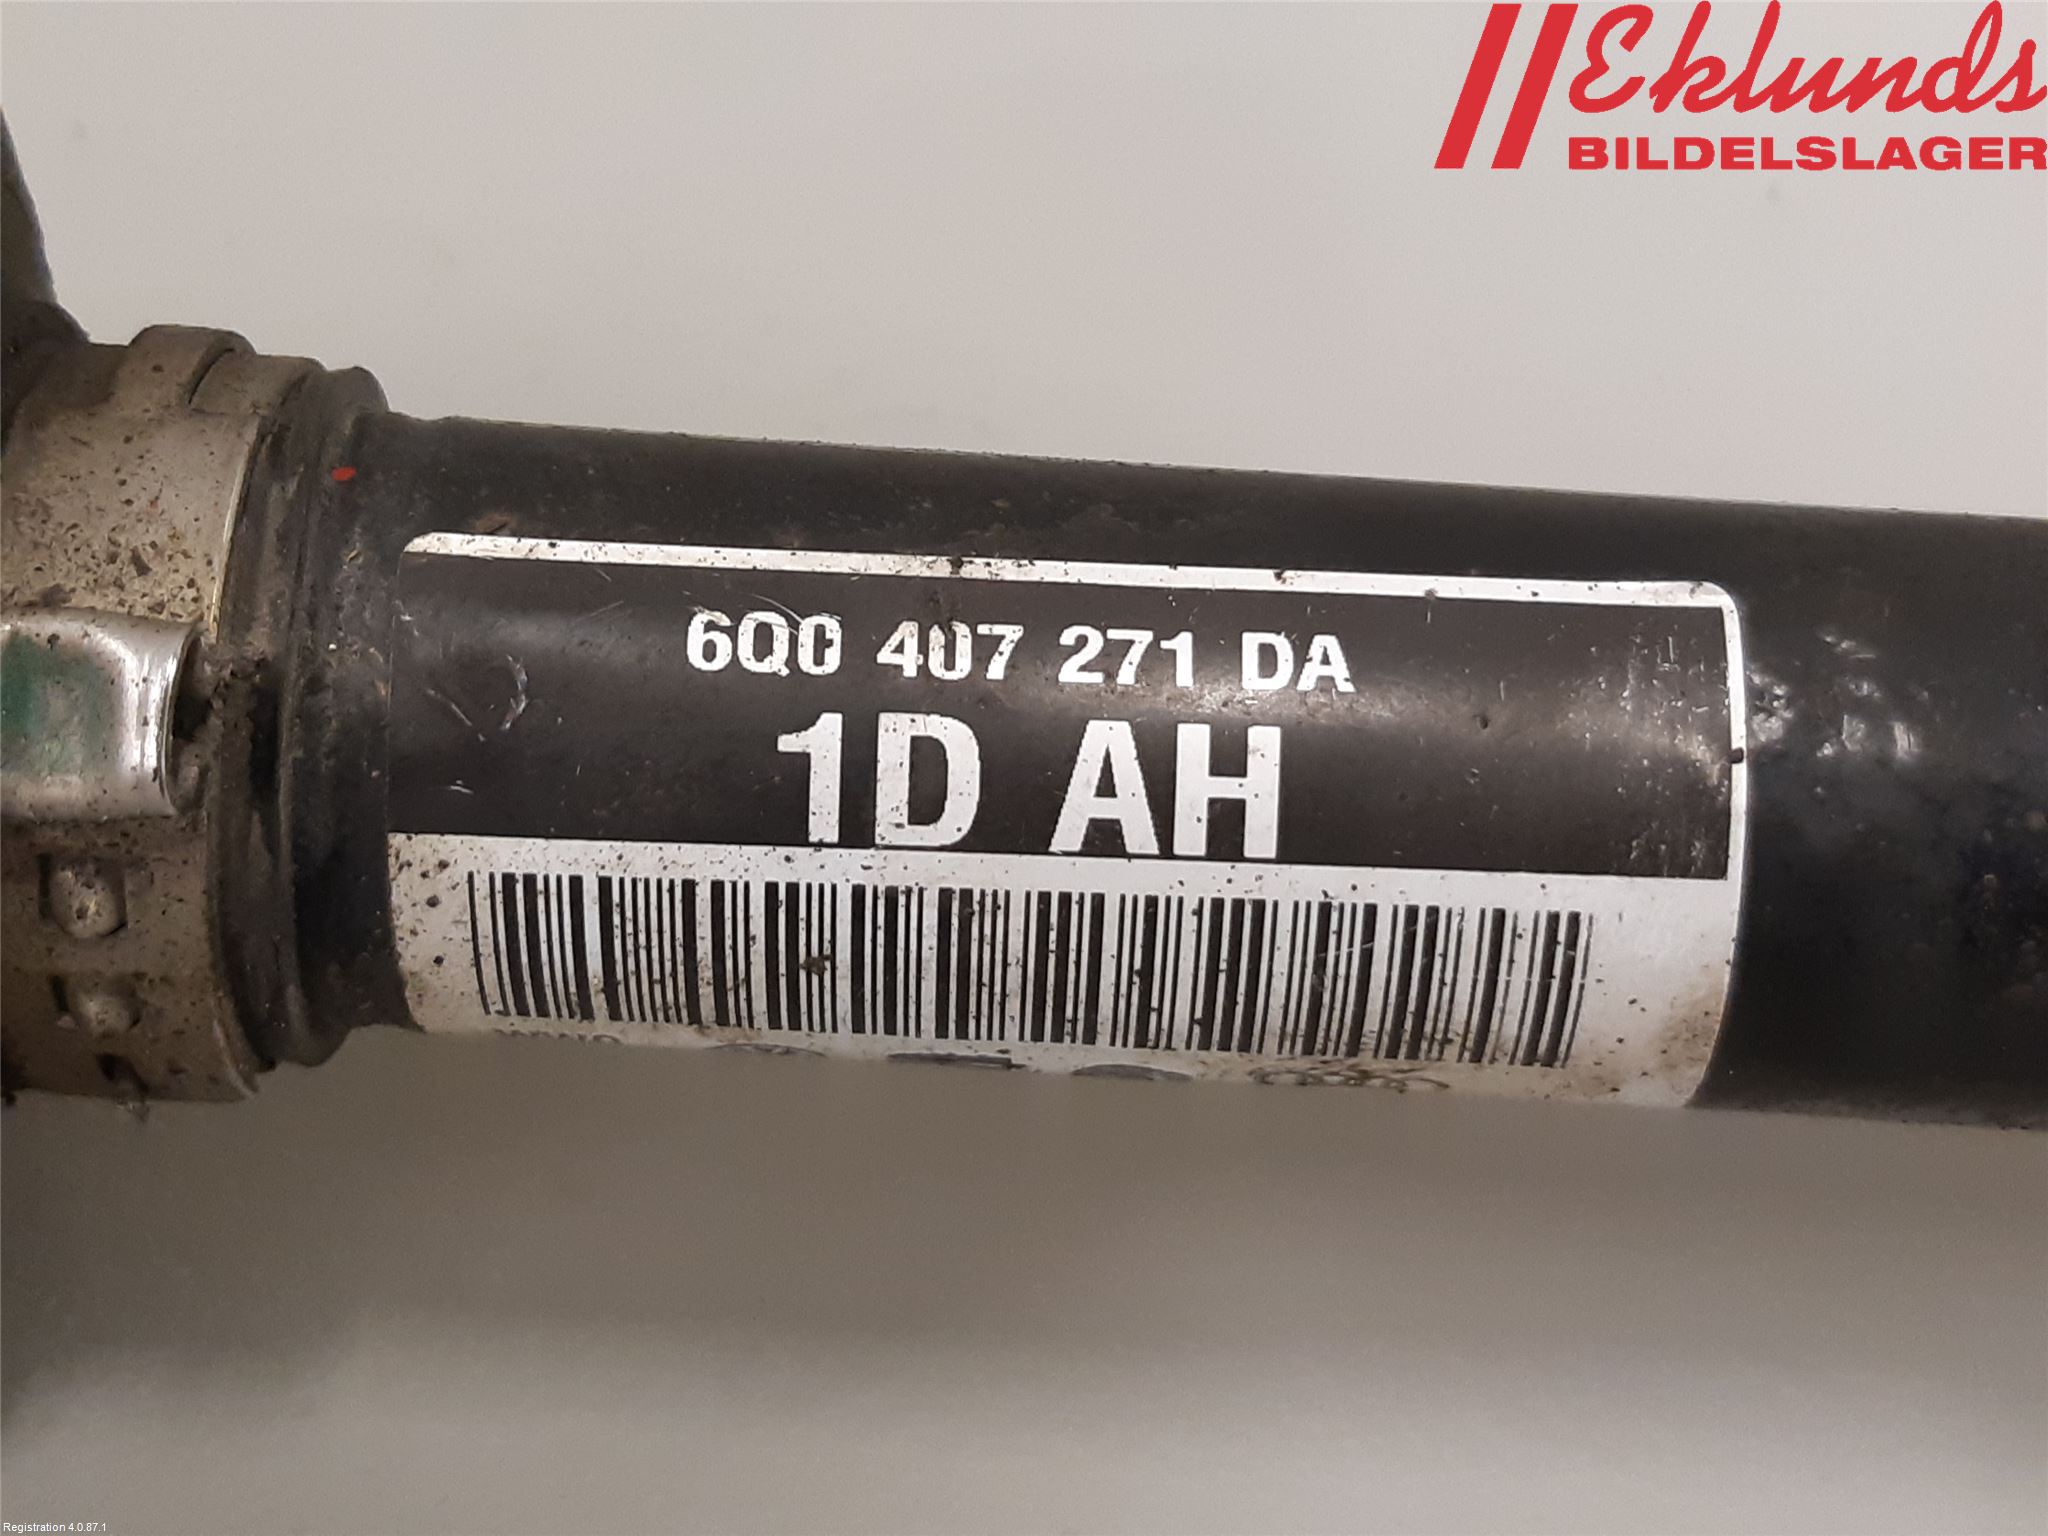 Eklunds
BILDELSLAGER
6Q0 407 271 DA
1D AH
Registration 4.0.87.1